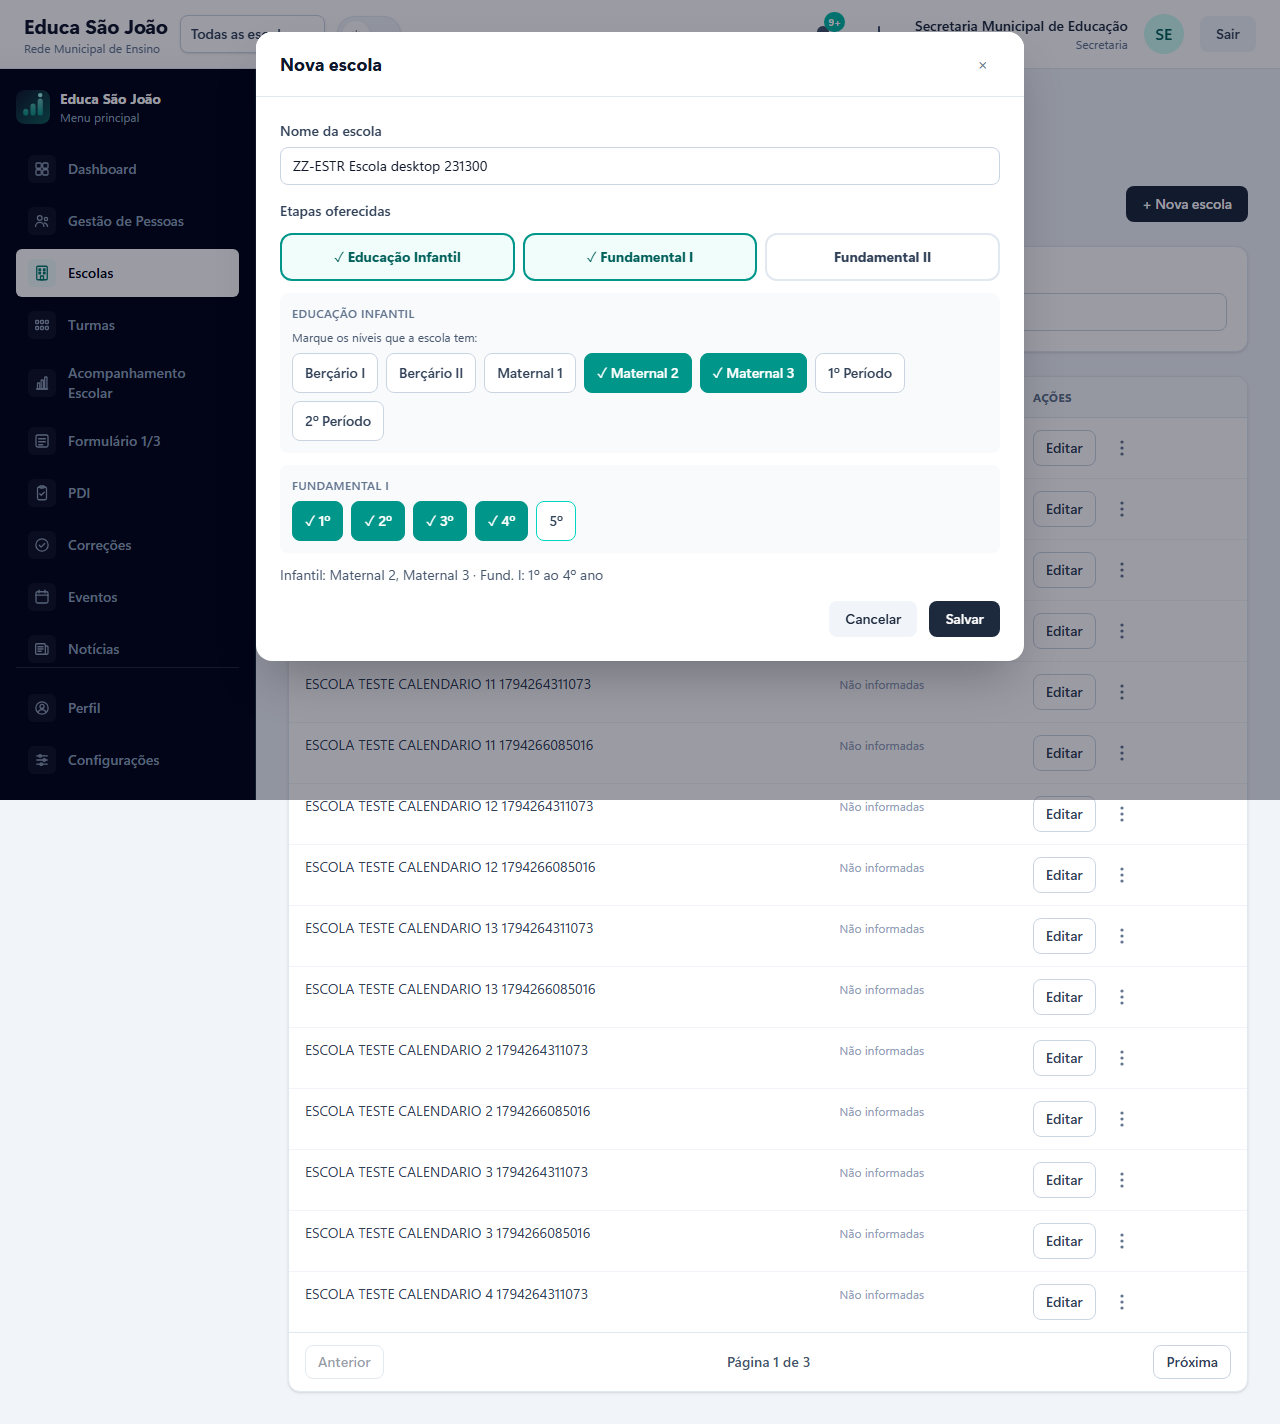 Educa São João
Rede Municipal de Ensino
Todas as
9+
Secretaria Municipal de Educação
Secretaria
SE
Sair
Educa São João
Menu principal
Dashboard
Gestão de Pessoas
Escolas
Turmas
Acompanhamento
Escolar
Formulário 1/3
PDI
Correções
Eventos
Notícias
Perfil
Configurações
+ Nova escola
Nova escola
×
Nome da escola
ZZ-ESTR Escola desktop 231300
Etapas oferecidas
✓ Educação Infantil
✓ Fundamental I
Fundamental II
EDUCAÇÃO INFANTIL
Marque os níveis que a escola tem:
Berçário I
Berçário II
Maternal 1
✓ Maternal 2
✓ Maternal 3
1º Período
2º Período
FUNDAMENTAL I
✓ 1º
✓ 2º
✓ 3º
✓ 4º
5º
Infantil: Maternal 2, Maternal 3 · Fund. I: 1º ao 4º ano
Cancelar
Salvar
AÇÕES
Editar
Editar
Editar
Editar
ESCOLA TESTE CALENDARIO 11 1794264311073 Não informadas Editar
ESCOLA TESTE CALENDARIO 11 1794266085016 Não informadas Editar
ESCOLA TESTE CALENDARIO 12 1794264311073 Não informadas Editar
ESCOLA TESTE CALENDARIO 12 1794266085016 Não informadas Editar
ESCOLA TESTE CALENDARIO 13 1794264311073 Não informadas Editar
ESCOLA TESTE CALENDARIO 13 1794266085016 Não informadas Editar
ESCOLA TESTE CALENDARIO 2 1794264311073 Não informadas Editar
ESCOLA TESTE CALENDARIO 2 1794266085016 Não informadas Editar
ESCOLA TESTE CALENDARIO 3 1794264311073 Não informadas Editar
ESCOLA TESTE CALENDARIO 3 1794266085016 Não informadas Editar
ESCOLA TESTE CALENDARIO 4 1794264311073 Não informadas Editar
Anterior
Página 1 de 3
Próxima